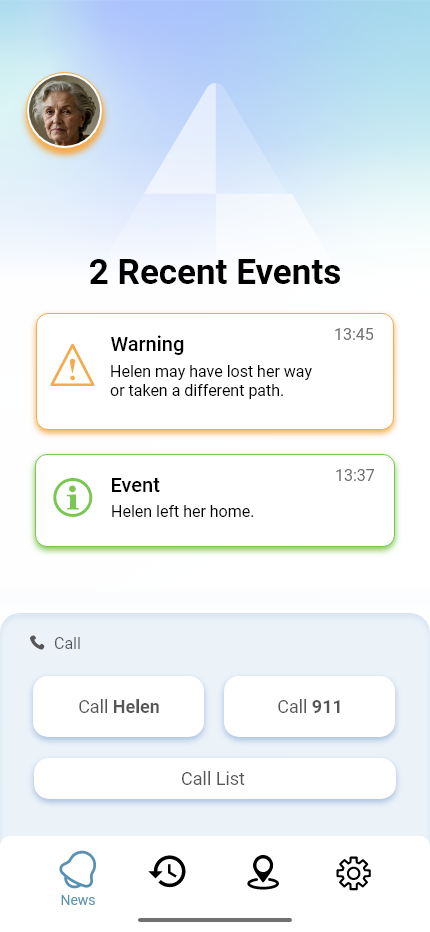 2 Recent Events
Warning
13:45
Helen may have lost her way
or taken a different path.
Event
13:37
Helen left her home.
Call
Call Helen
Call 911
Call List
News